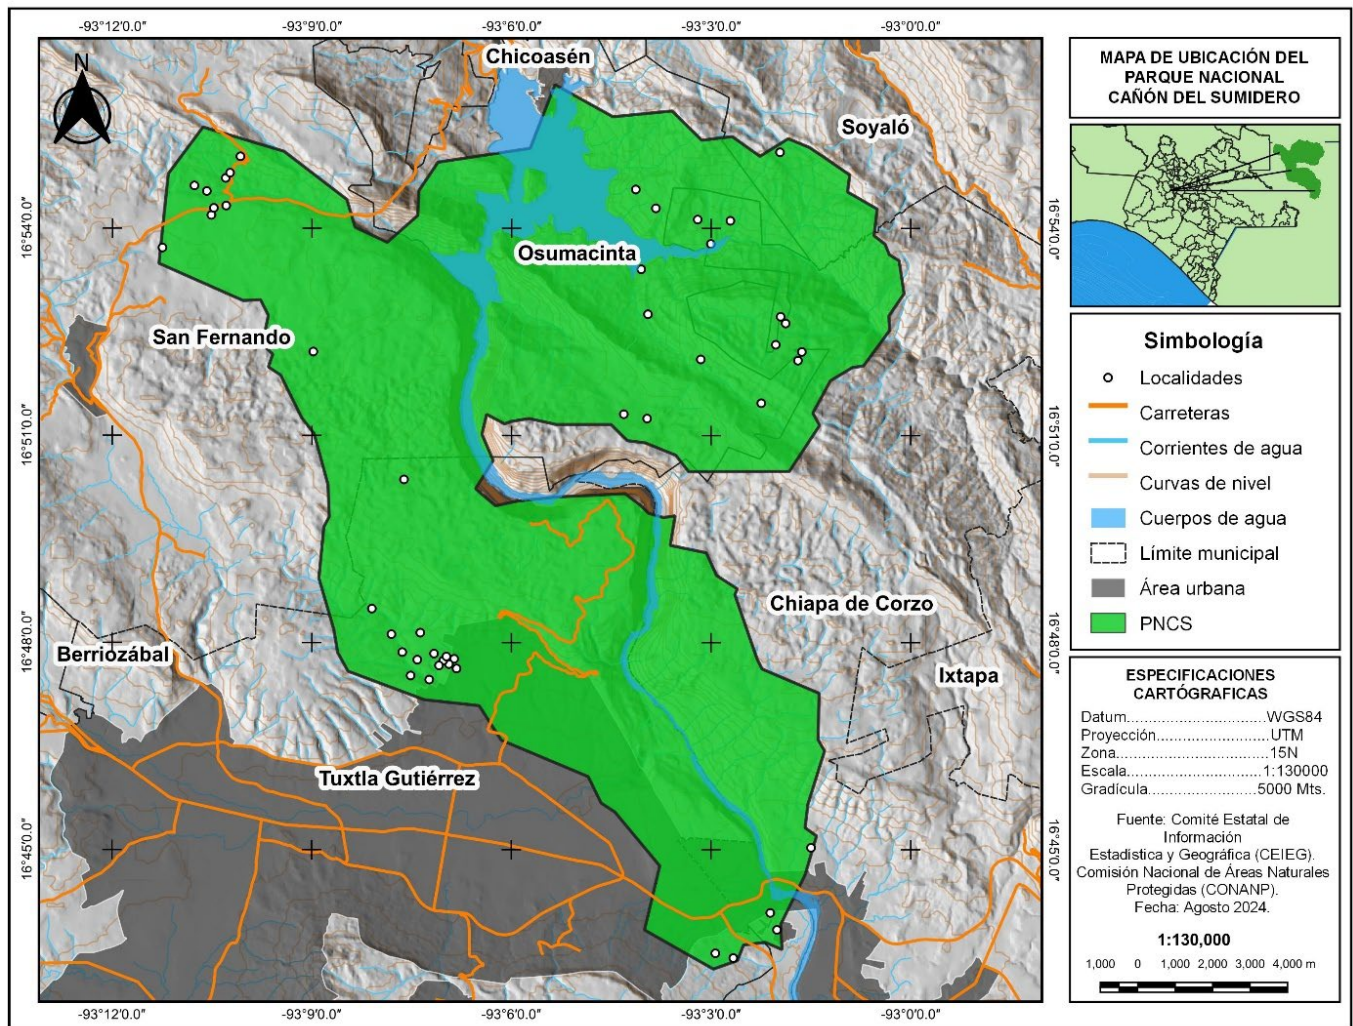 -93°12'0.0"
-93°9'0.0"
-93°6'0.0"
-93°3'0.0"
-93°0'0.0"
N
Chicoasén
Soyaló
16°54'0.0"
16°54'0.0"
Osumacinta
San Fernando
16°51'0.0"
16°51'0.0"
Chiapa de Corzo
16°48'0.0"
16°48'0.0"
Berriozábal
Ixtapa
Tuxtla Gutiérrez
16°45'0.0"
16°45'0.0"
-93°12'0.0"
-93°9'0.0"
-93°6'0.0"
-93°3'0.0"
-93°0'0.0"
MAPA DE UBICACIÓN DEL
PARQUE NACIONAL
CAÑÓN DEL SUMIDERO
Simbología
Localidades
Carreteras
Corrientes de agua
Curvas de nivel
Cuerpos de agua
Límite municipal
Área urbana
PNCS
ESPECIFICACIONES
CARTÓGRAFICAS
Datum..............................WGS84
Proyección.........................UTM
Zona...................................15N
Escala..............................1:130000
Gradícula........................5000 Mts.
Fuente: Comité Estatal de
Información
Estadistica y Geográfica (CEIEG).
Comisión Nacional de Áreas Naturales
Protegidas (CONANP).
Fecha: Agosto 2024.
1:130,000
1,000 0 1,000 2,000 3,000 4,000 m